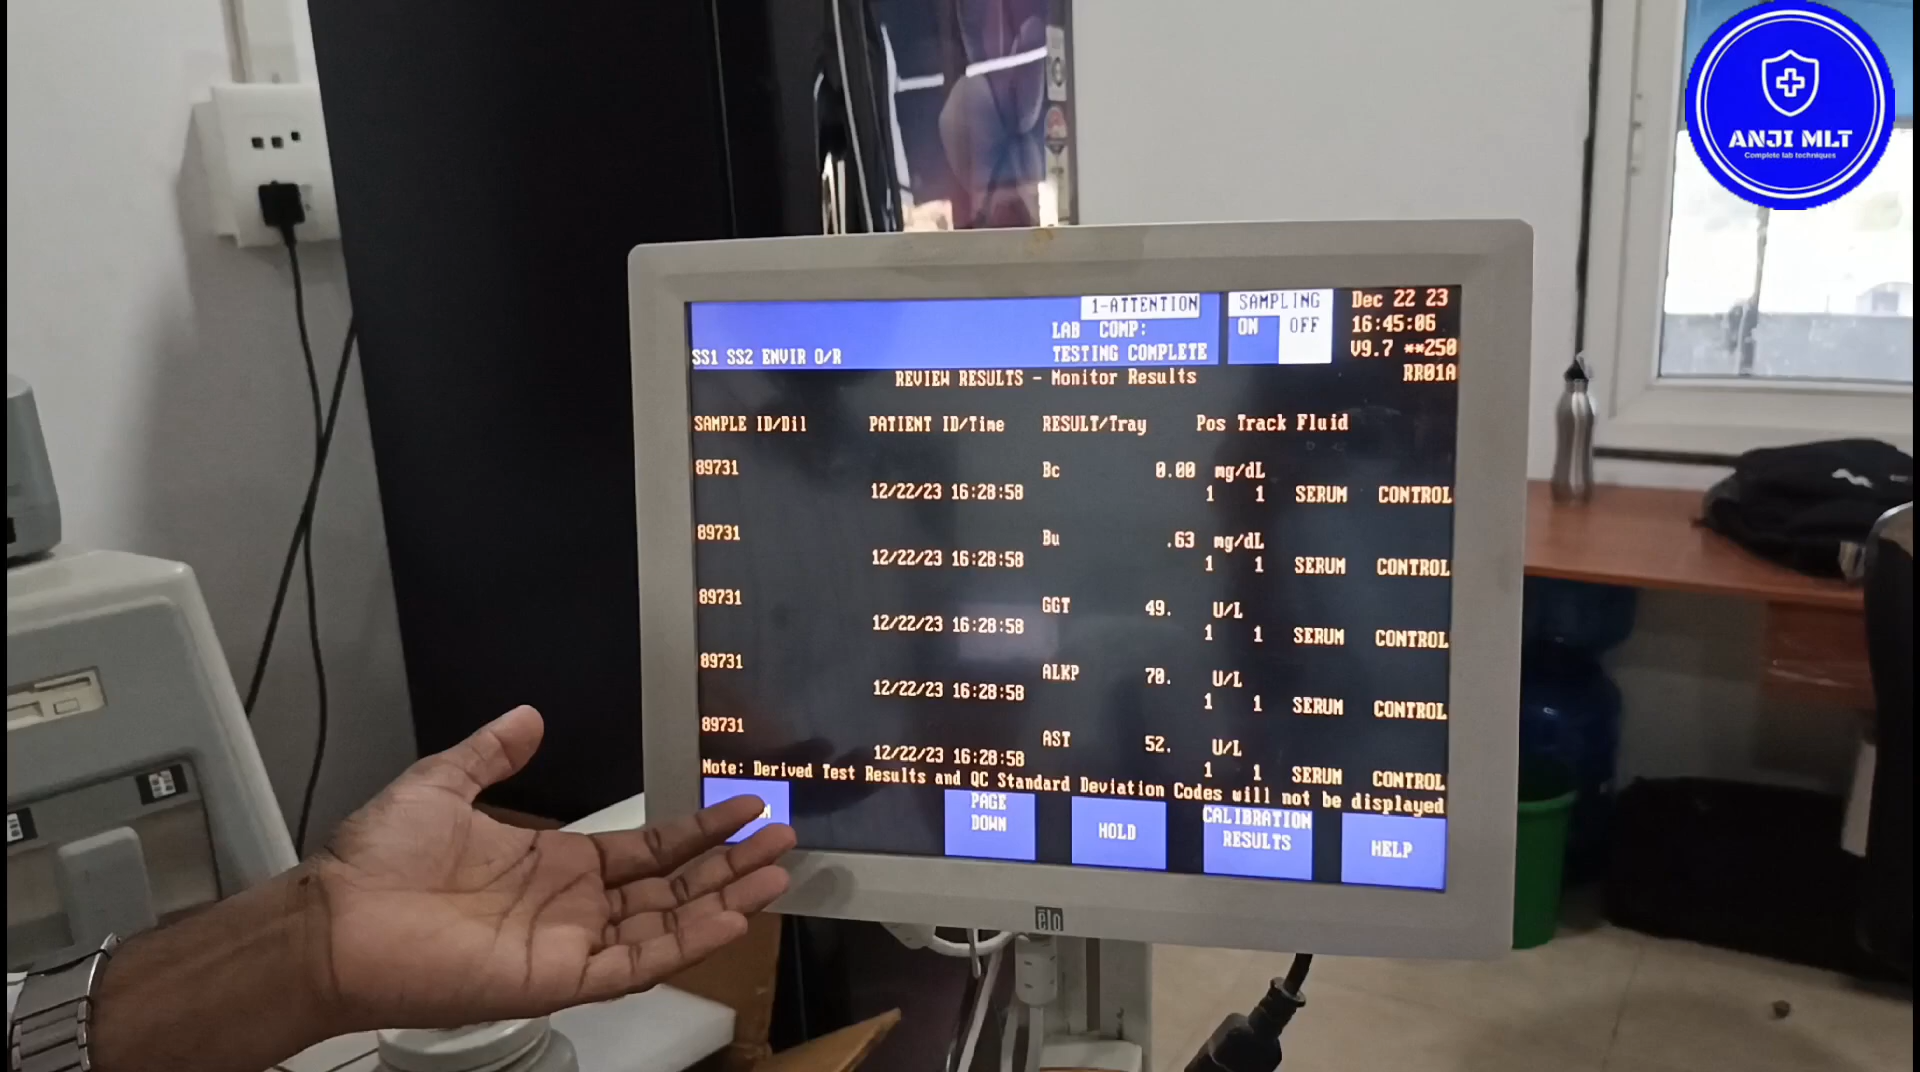 ANJI MLT
Complete lab techniques
1-ATTENTION
LAB COMP:
SS1 SS2 ENVIR O/R TESTING COMPLETE
SAMPLING
ON OFF
Dec 22 23
16:45:06
V9.7 **250
RR01A
REVIEW RESULTS - Monitor Results
SAMPLE ID/Dil PATIENT ID/Time RESULT/Tray Pos Track Fluid
89731 Bc 0.00 mg/dL
12/22/23 16:28:58 1 1 SERUM CONTROL
89731 Bu .63 mg/dL
12/22/23 16:28:58 1 1 SERUM CONTROL
89731 GGT 49. U/L
12/22/23 16:28:58 1 1 SERUM CONTROL
89731 ALKP 70. U/L
12/22/23 16:28:58 1 1 SERUM CONTROL
89731 AST 52. U/L
12/22/23 16:28:58 1 1 SERUM CONTROL
Note: Derived Test Results and QC Standard Deviation Codes will not be displayed
PAGE
DOWN
HOLD
CALIBRATION
RESULTS
HELP
elo